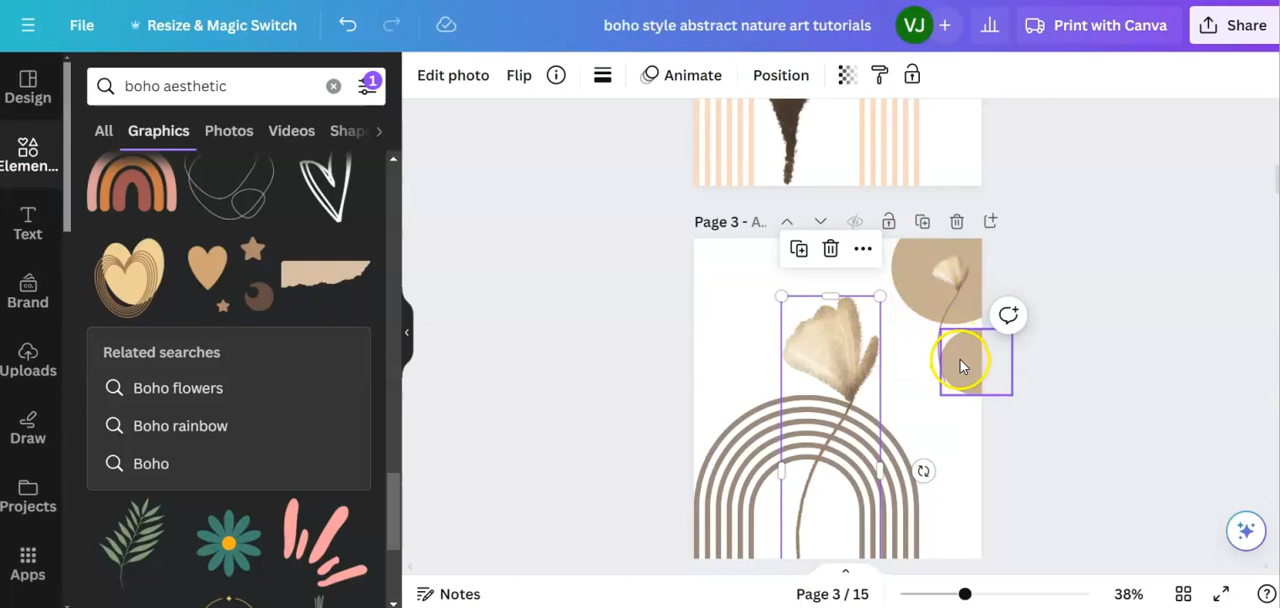 File
Resize & Magic Switch
boho style abstract nature art tutorials
VJ
Print with Canva
Share
Design
Elemen...
Text
Brand
Uploads
Draw
Projects
Apps
boho aesthetic
1
All
Graphics
Photos
Videos
Shap
Related searches
Boho flowers
Boho rainbow
Boho
Edit photo
Flip
Animate
Position
Page 3 - A..
Notes
Page 3 / 15
38%